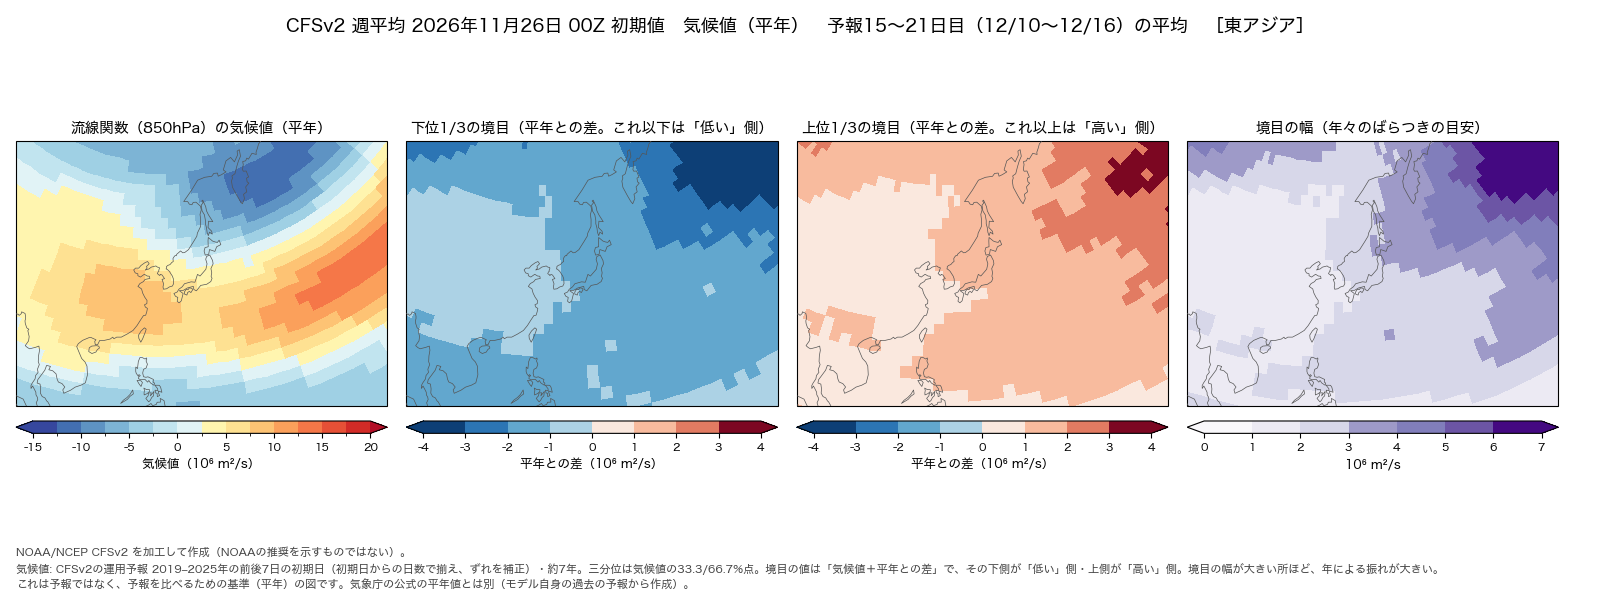 CFSv2 週平均 2026年11月26日 00Z 初期値　気候値（平年）　予報15〜21日目（12/10〜12/16）の平均　［東アジア］
流線関数（850hPa）の気候値（平年）
下位1/3の境目（平年との差。これ以下は「低い」側）
上位1/3の境目（平年との差。これ以上は「高い」側）
境目の幅（年々のばらつきの目安）
-15 -10 -5 0 5 10 15 20
気候値（10⁶ m²/s）
-4 -3 -2 -1 0 1 2 3 4
平年との差（10⁶ m²/s）
-4 -3 -2 -1 0 1 2 3 4
平年との差（10⁶ m²/s）
0 1 2 3 4 5 6 7
10⁶ m²/s
NOAA/NCEP CFSv2 を加工して作成（NOAAの推奨を示すものではない）。
気候値: CFSv2の運用予報 2019–2025年の前後7日の初期日（初期日からの日数で揃え、ずれを補正）・約7年。三分位は気候値の33.3/66.7%点。境目の値は「気候値＋平年との差」で、その下側が「低い」側・上側が「高い」側。境目の幅が大きい所ほど、年による振れが大きい。
これは予報ではなく、予報を比べるための基準（平年）の図です。気象庁の公式の平年値とは別（モデル自身の過去の予報から作成）。